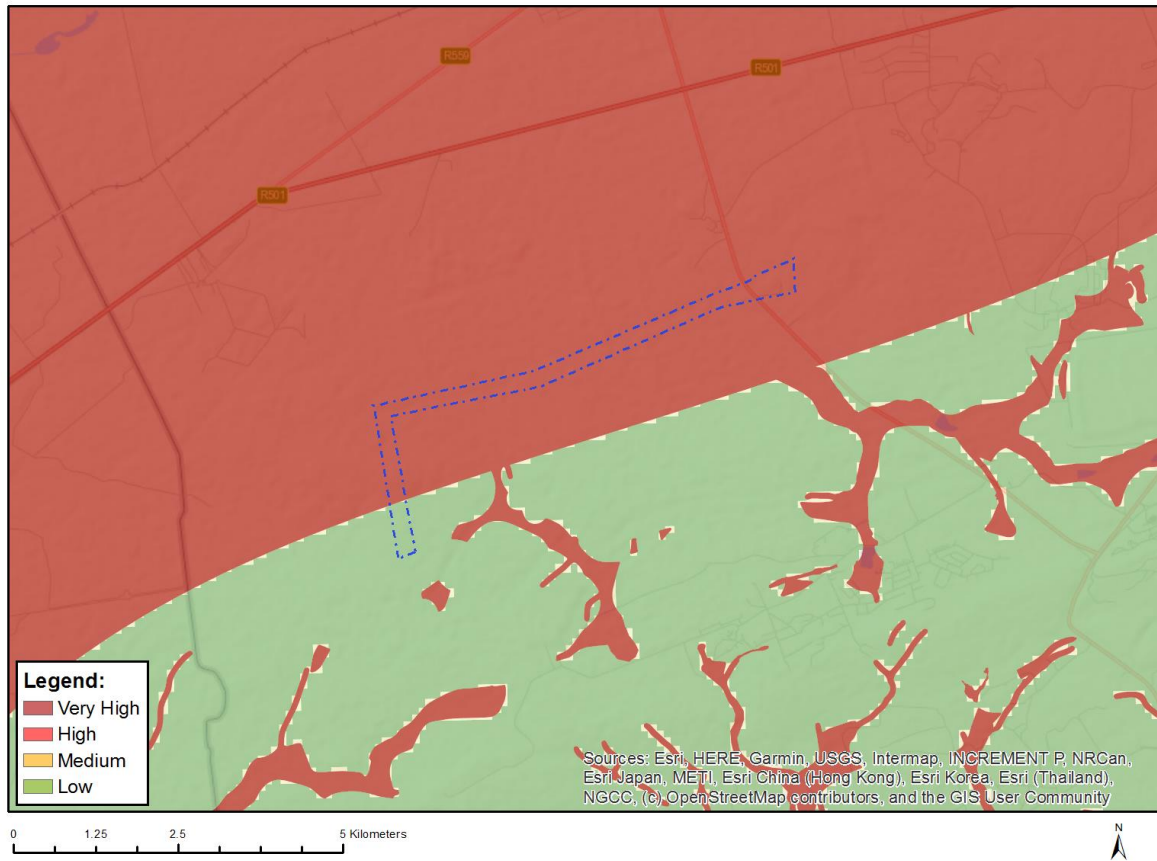 R559
R501
R501
Legend:
Very High
High
Medium
Low
Sources: Esri, HERE, Garmin, USGS, Intermap, INCREMENT P, NRCan,
Esri Japan, METI, Esri China (Hong Kong), Esri Korea, Esri (Thailand),
NGCC, (c) OpenStreetMap contributors, and the GIS User Community
0 1.25 2.5 5 Kilometers
N